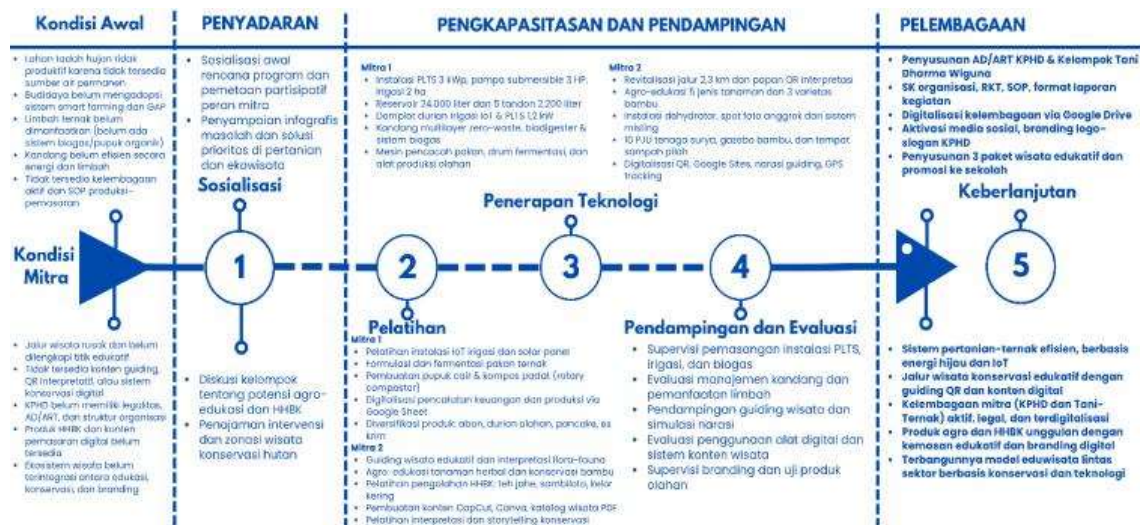 Kondisi Awal
PENYADARAN
PENGKAPASITASAN DAN PENDAMPINGAN
PELEMBAGAAN
Lahan tadah hujan tidak
produktif karena tidak tersedia
sumber air permanen
Budidaya belum mengadopsi
sistem smart farming dan GAP
Limbah ternak belum
dimanfaatkan (belum ada
sistem biogas/pupuk organik)
Kandang belum efisien secara
energi dan limbah
Tidak tersedia kelembagaan
aktif dan SOP produksi-
pemasaran
Sosialisasi awal
rencana program dan
pemetaan partisipatif
peran mitra
Penyampaian infografis
masalah dan solusi
prioritas di pertanian
dan ekowisata
Sosialisasi
Mitra 1
Instalasi PLTS 3 kWp, pompa submersible 3 HP,
irigasi 2 ha
Reservoir 24.000 liter dan 5 tandon 2.200 liter
Demplot durian irigasi IoT & PLTS 1,2 kW
Kandang multilayer zero-waste, biodigester &
sistem biogas
Mesin pencacah pakan, drum fermentasi, dan
alat produksi olahan
Mitra 2
Revitalisasi jalur 2,3 km dan papan QR interpretasi
Agro-edukasi 5 jenis tanaman dan 3 varietas
bambu
Instalasi dehydrator, spot foto anggrek dan sistem
misting
10 PJU tenaga surya, gazebo bambu, dan tempat
sampah pilah
Digitalisasi QR, Google Sites, narasi guiding, GPS
tracking
Penerapan Teknologi
Penyusunan AD/ART KPHD & Kelompok Tani
Dharma Wiguna
SK organisasi, RKT, SOP, format laporan
kegiatan
Digitalisasi kelembagaan via Google Drive
Aktivasi media sosial, branding logo-
slogan KPHD
Penyusunan 3 paket wisata edukatif dan
promosi ke sekolah
Keberlanjutan
Kondisi
Mitra
1
2
3
4
5
Jalur wisata rusak dan belum
dilengkapi titik edukatif
Tidak tersedia konten guiding,
QR interpretatif, atau sistem
konservasi digital
KPHD belum memiliki legalitas,
AD/ART, dan struktur organisasi
Produk HHBK dan konten
pemasaran digital belum
tersedia
Ekosistem wisata belum
terintegrasi antara edukasi,
konservasi, dan branding
Diskusi kelompok
tentang potensi agro-
edukasi dan HHBK
Penajaman intervensi
dan zonasi wisata
konservasi hutan
Pelatihan
Mitra 1
Pelatihan instalasi IoT irigasi dan solar panel
Formulasi dan fermentasi pakan ternak
Pembuatan pupuk cair & kompos padat (rotary
composter)
Digitalisasi pencatatan keuangan dan produksi via
Google Sheet
Diversifikasi produk: abon, durian olahan, pancake, es
krim
Mitra 2
Guiding wisata edukatif dan interpretasi flora-fauna
Agro-edukasi tanaman herbal dan konservasi bambu
Pelatihan pengolahan HHBK: teh jahe, sambiloto, kelor
kering
Pembuatan konten CapCut, Canva, katalog wisata PDF
Pelatihan interpretasi dan storytelling konservasi
Pendampingan dan Evaluasi
Supervisi pemasangan instalasi PLTS,
irigasi, dan biogas
Evaluasi manajemen kandang dan
pemanfaatan limbah
Pendampingan guiding wisata dan
simulasi narasi
Evaluasi penggunaan alat digital dan
sistem konten wisata
Supervisi branding dan uji produk
olahan
Sistem pertanian-ternak efisien, berbasis
energi hijau dan IoT
Jalur wisata konservasi edukatif dengan
guiding QR dan konten digital
Kelembagaan mitra (KPHD dan Tani-
Ternak) aktif, legal, dan terdigitalisasi
Produk agro dan HHBK unggulan dengan
kemasan edukatif dan branding digital
Terbangunnya model eduwisata lintas
sektor berbasis konservasi dan teknologi